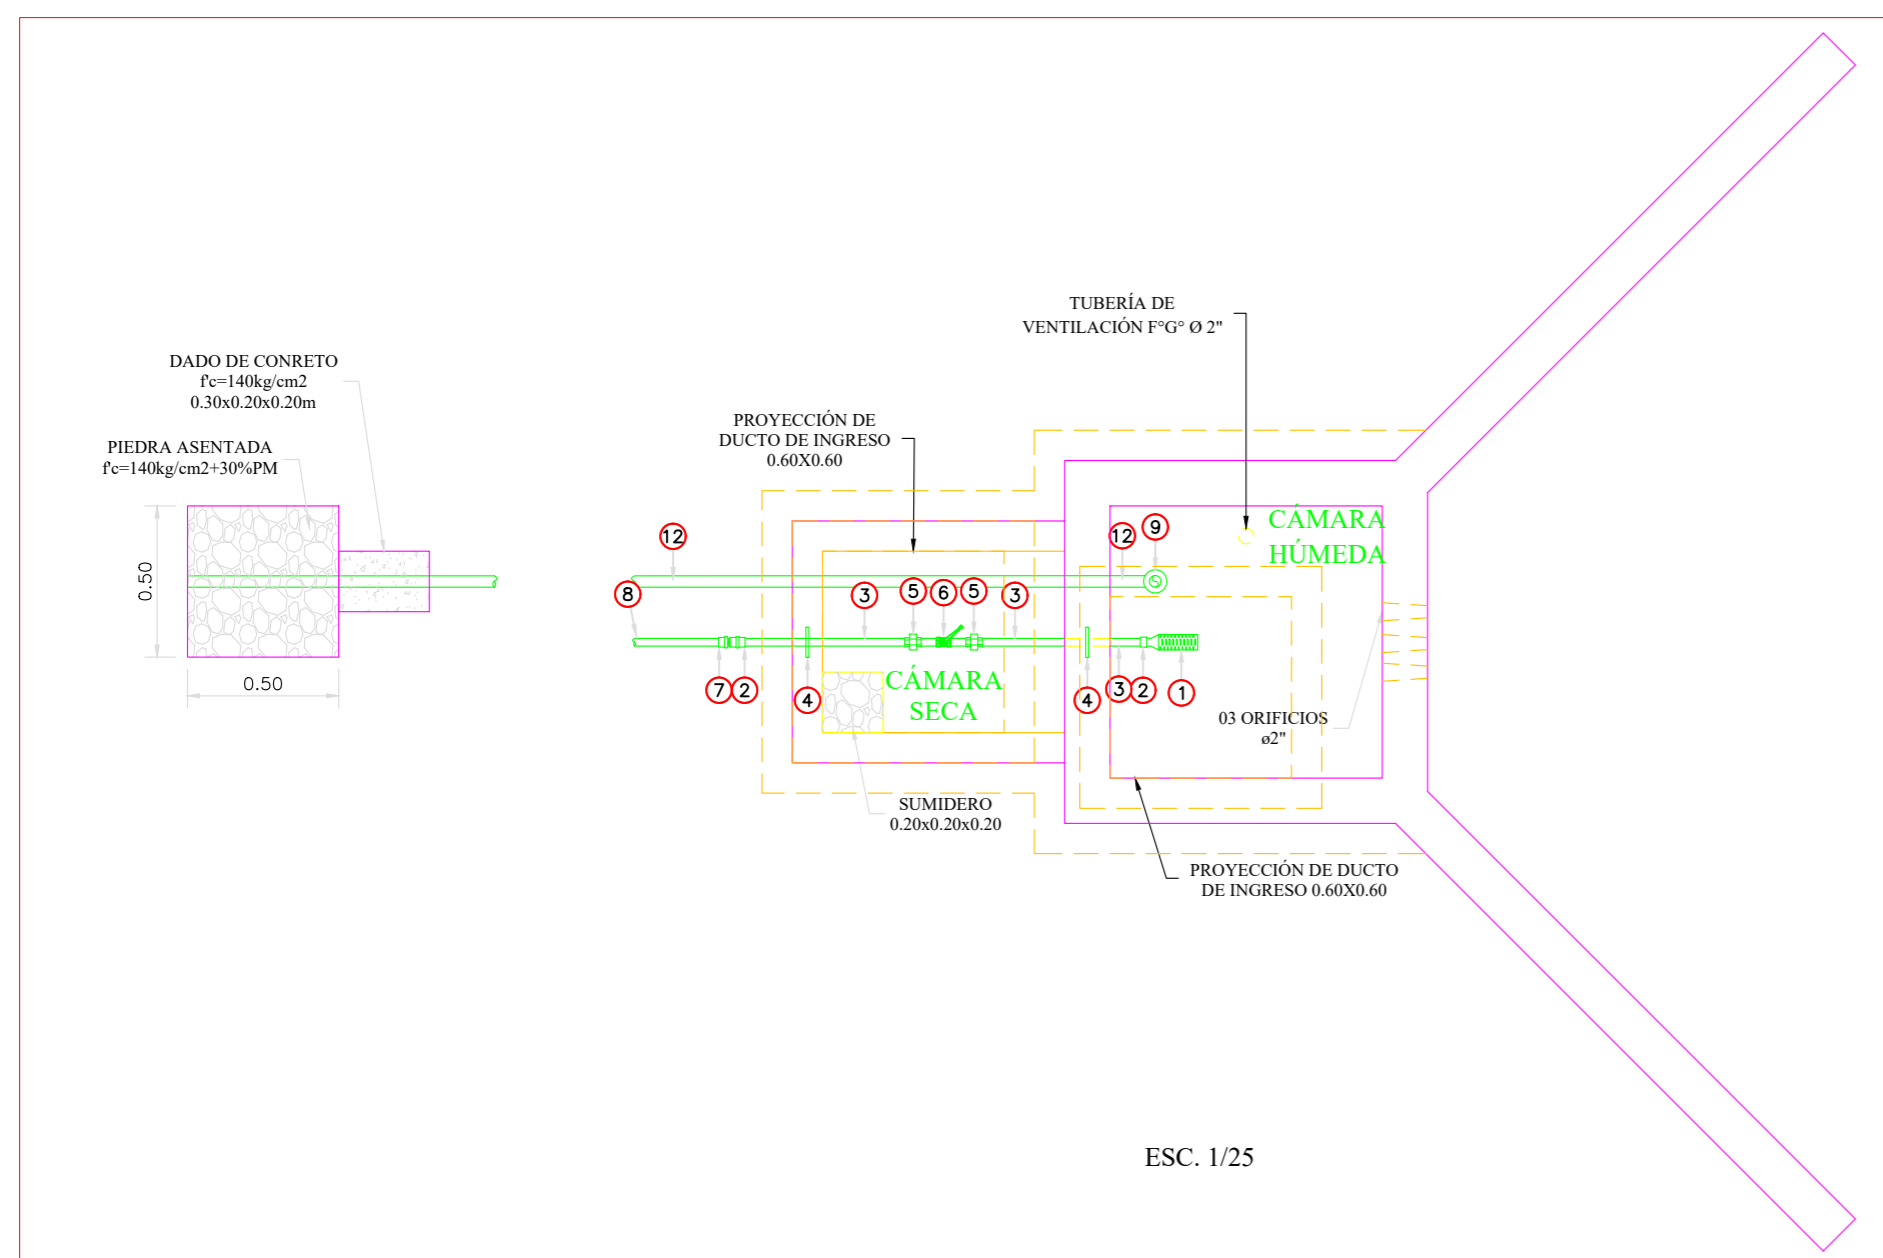 TUBERÍA DE
VENTILACIÓN F°G° Ø 2"
DADO DE CONRETO
f'c=140kg/cm2
0.30x0.20x0.20m
PROYECCIÓN DE
DUCTO DE INGRESO
0.60X0.60
PIEDRA ASENTADA
f'c=140kg/cm2+30%PM
0.50
0.50
CÁMARA
HÚMEDA
12
12
9
8
3
5
6
5
3
7
2
4
CÁMARA
SECA
4
3
2
1
03 ORIFICIOS
ø2"
SUMIDERO
0.20x0.20x0.20
PROYECCIÓN DE DUCTO
DE INGRESO 0.60X0.60
ESC. 1/25